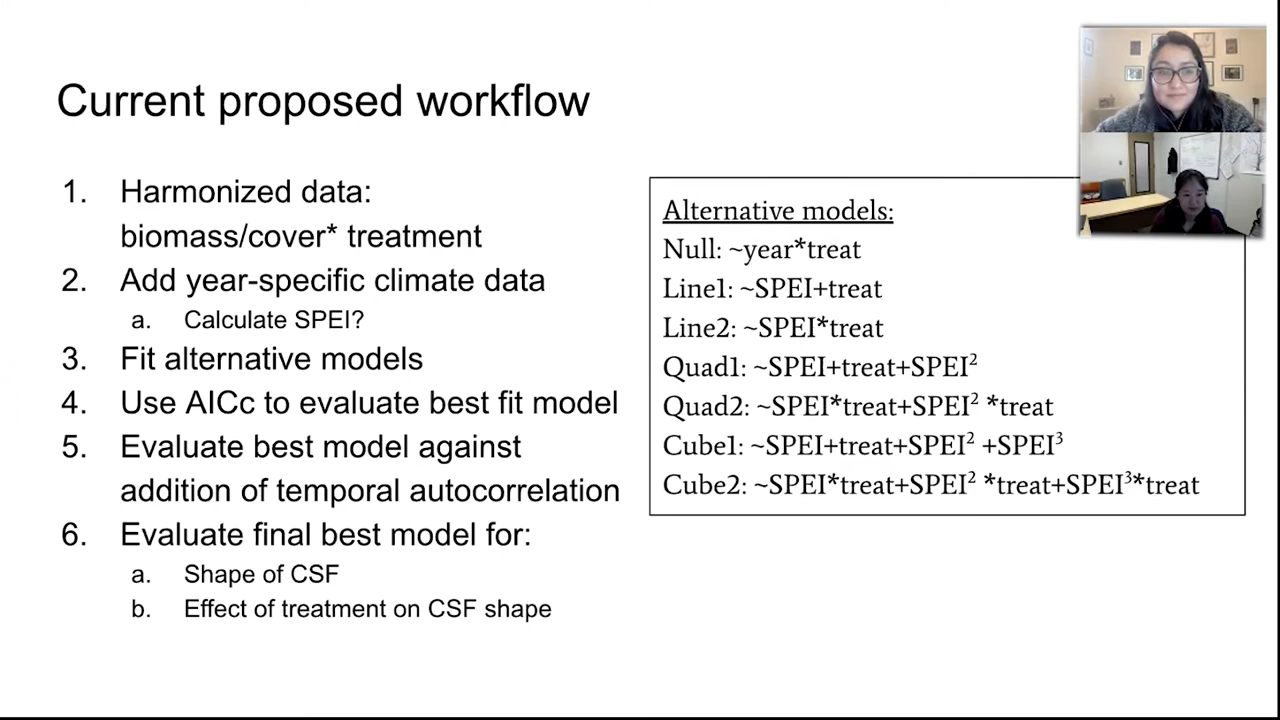 Current proposed workflow
1. Harmonized data:
biomass/cover* treatment
2. Add year-specific climate data
a. Calculate SPEI?
3. Fit alternative models
4. Use AICc to evaluate best fit model
5. Evaluate best model against
addition of temporal autocorrelation
6. Evaluate final best model for:
a. Shape of CSF
b. Effect of treatment on CSF shape
Alternative models:
Null: ~year*treat
Line1: ~SPEI+treat
Line2: ~SPEI*treat
Quad1: ~SPEI+treat+SPEI²
Quad2: ~SPEI*treat+SPEI² *treat
Cube1: ~SPEI+treat+SPEI² +SPEI³
Cube2: ~SPEI*treat+SPEI² *treat+SPEI³*treat